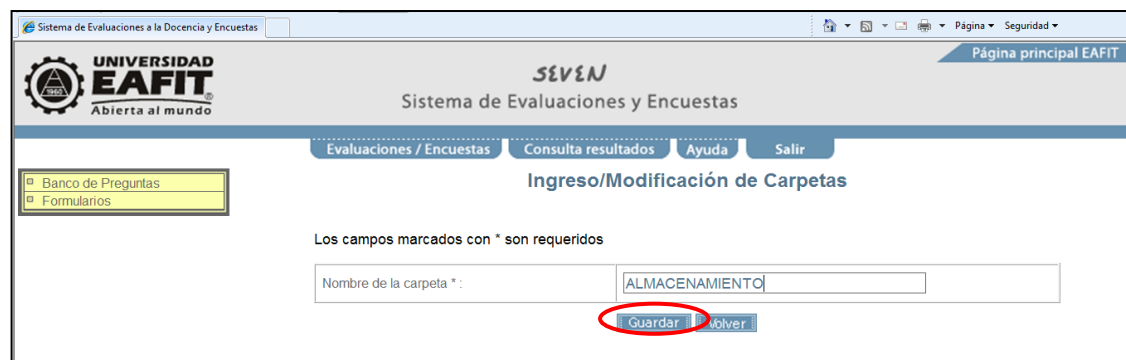 Sistema de Evaluaciones a la Docencia y Encuestas
Página Seguridad
UNIVERSIDAD
EAFIT®
Abierta al mundo
1960
SEVEN
Sistema de Evaluaciones y Encuestas
Página principal EAFIT
Evaluaciones / Encuestas Consulta resultados Ayuda Salir
Banco de Preguntas
Formularios
Ingreso/Modificación de Carpetas
Los campos marcados con * son requeridos
Nombre de la carpeta * : ALMACENAMIENTO
Guardar Volver